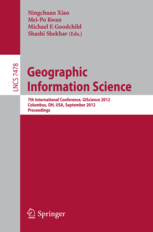 Ningchuan Xiao
Mei-Po Kwan
Michael F. Goodchild
Shashi Shekhar (Eds.)
LNCS 7478
Geographic
Information Science
7th International Conference, GIScience 2012
Columbus, OH, USA, September 2012
Proceedings
Springer